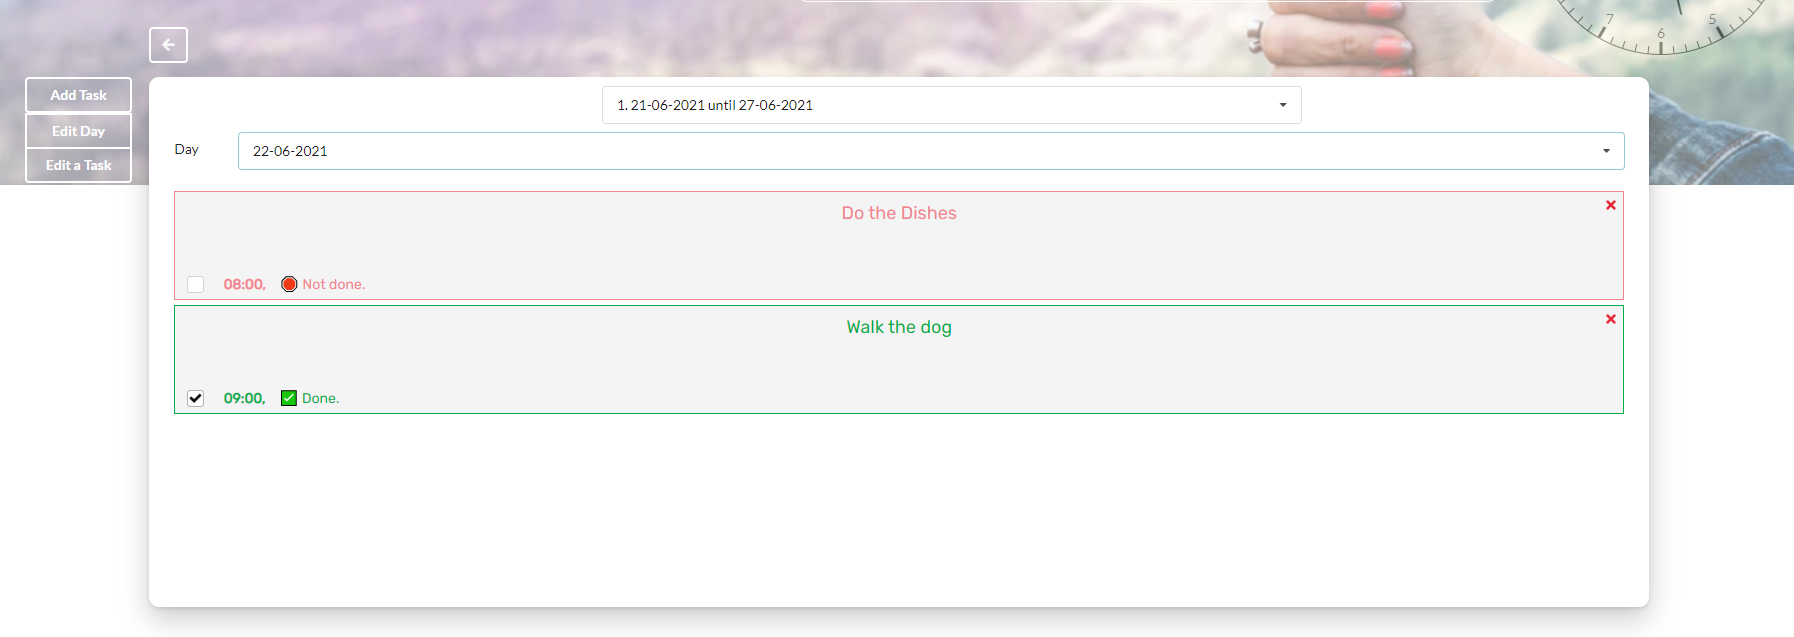 7 6 5
Add Task
Edit Day
Edit a Task
1. 21-06-2021 until 27-06-2021
Day 22-06-2021
Do the Dishes
08:00, Not done.
Walk the dog
09:00, Done.